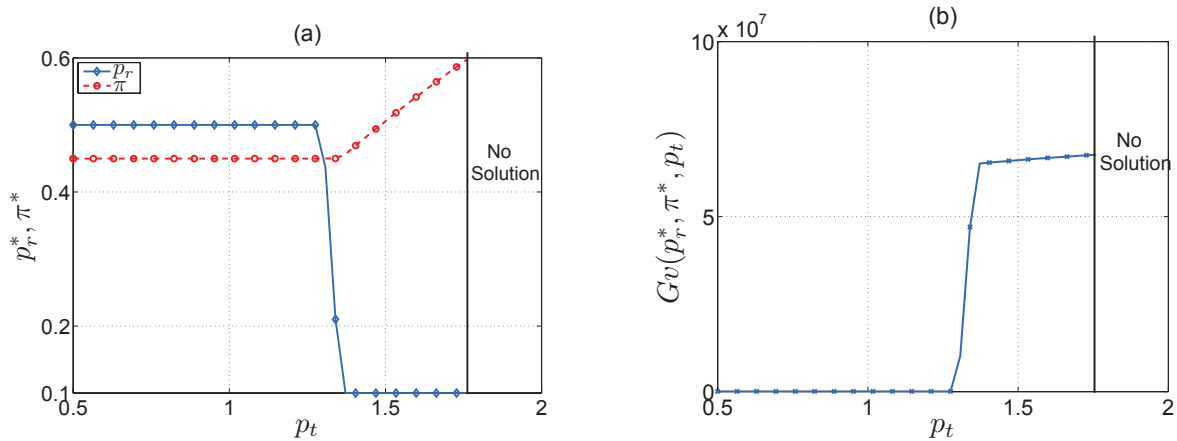 (a)
0.6
0.4
0.2
0.1
p_r
π
No
Solution
p*_r, π*
0.5
1
1.5
2
p_t
(b)
x 10^7
10
5
0
No
Solution
Gv(p*_r, π*, p_t)
0.5
1
1.5
2
p_t